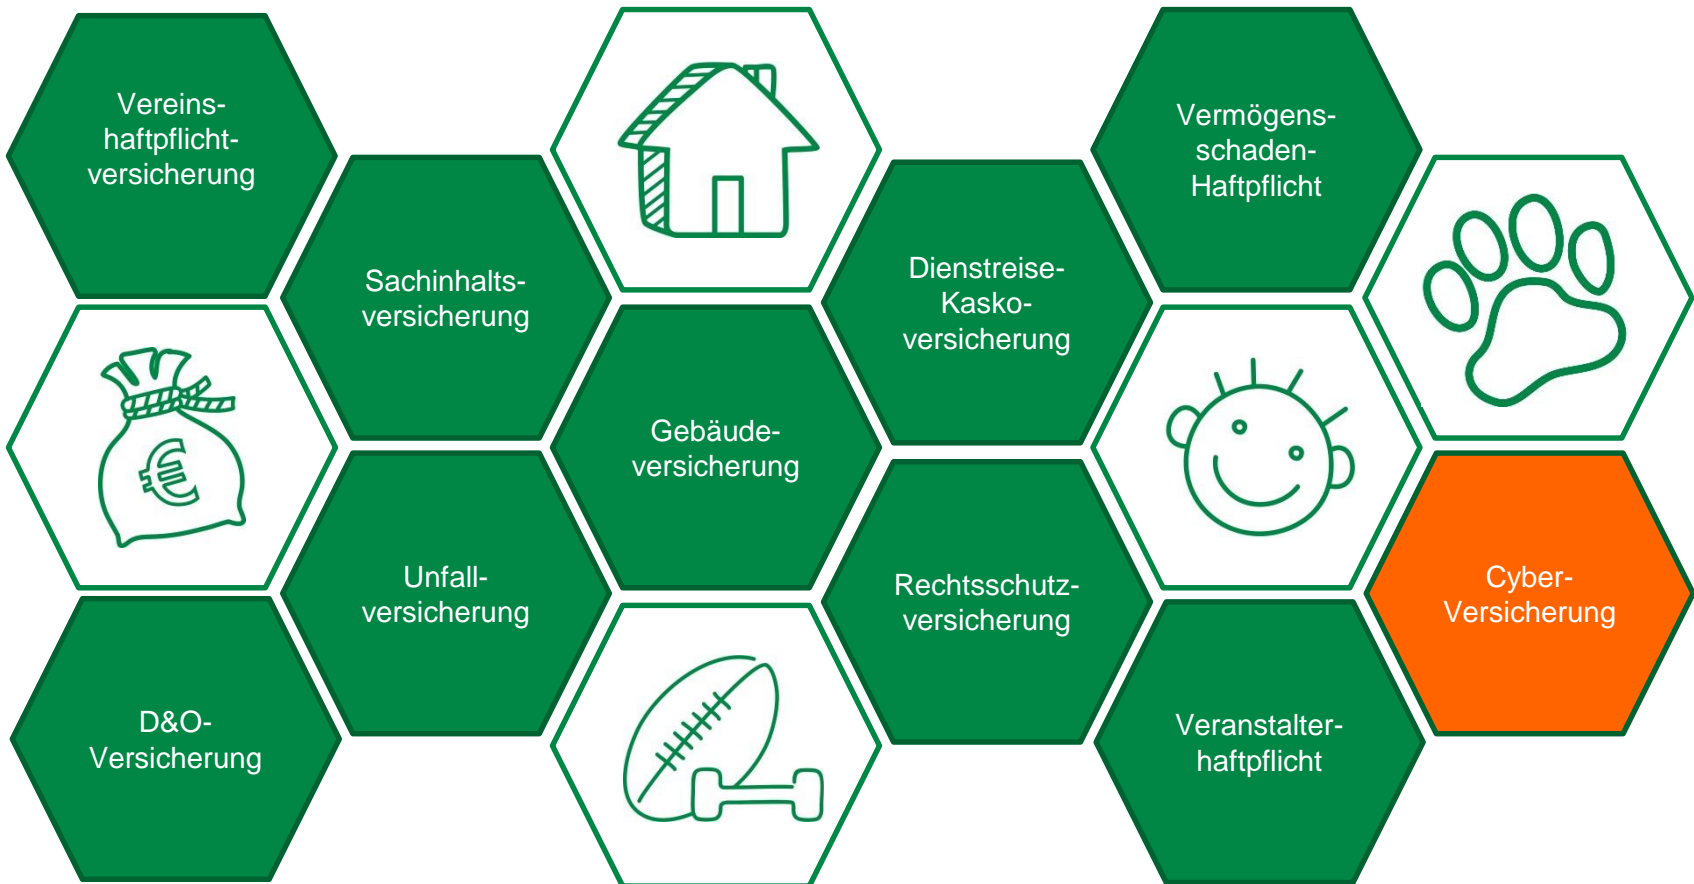 Vereins-
haftpflicht-
versicherung
Sachinhalts-
versicherung
Dienstreise-
Kasko-
versicherung
Vermögens-
schaden-
Haftpflicht
€
Gebäude-
versicherung
Unfall-
versicherung
Rechtsschutz-
versicherung
Cyber-
Versicherung
D&O-
Versicherung
Veranstalter-
haftpflicht